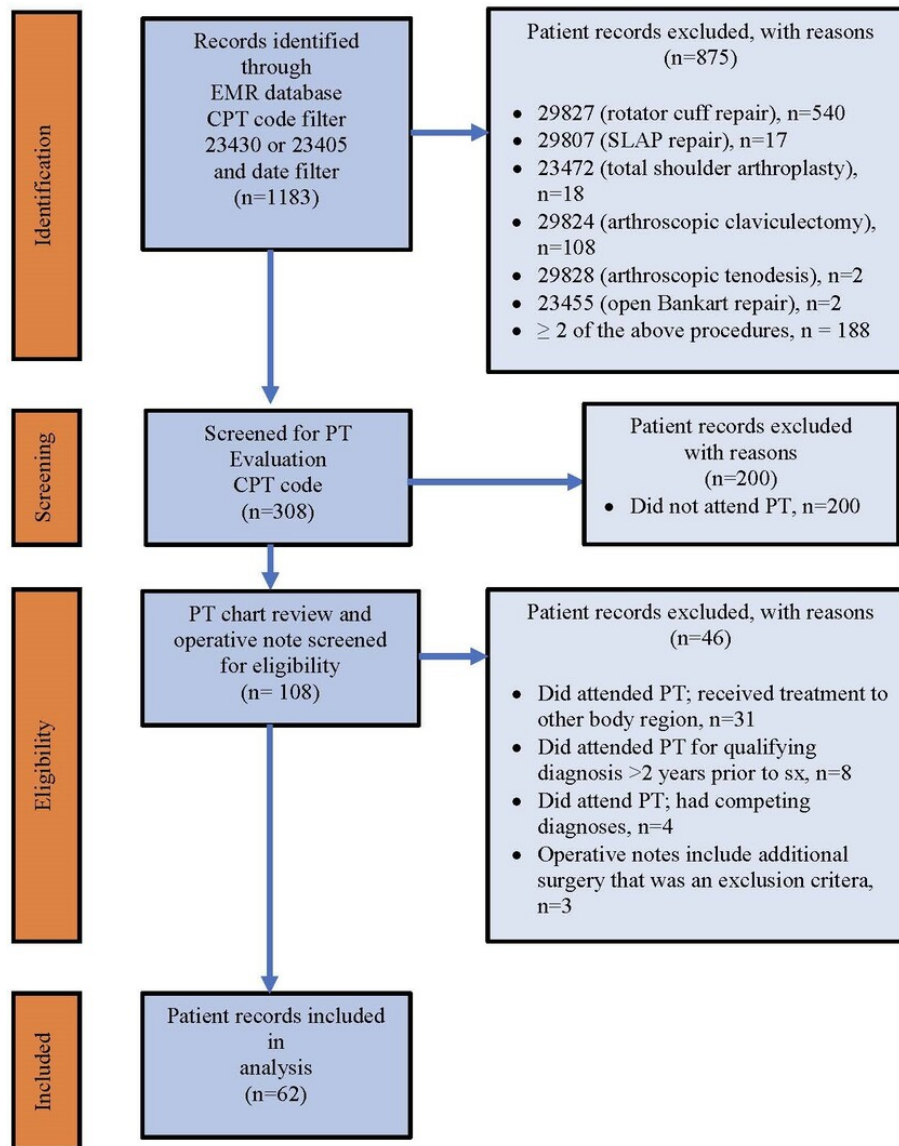 Identification
Records identified
through
EMR database
CPT code filter
23430 or 23405
and date filter
(n=1183)
Patient records excluded, with reasons
(n=875)
• 29827 (rotator cuff repair), n=540
• 29807 (SLAP repair), n=17
• 23472 (total shoulder arthroplasty),
n=18
• 29824 (arthroscopic claviculectomy),
n=108
• 29828 (arthroscopic tenodesis), n=2
• 23455 (open Bankart repair), n=2
• ≥ 2 of the above procedures, n = 188
Screening
Screened for PT
Evaluation
CPT code
(n=308)
Patient records excluded
with reasons
(n=200)
• Did not attend PT, n=200
Eligibility
PT chart review and
operative note screened
for eligibility
(n= 108)
Patient records excluded, with reasons
(n=46)
• Did attended PT; received treatment to
other body region, n=31
• Did attended PT for qualifying
diagnosis >2 years prior to sx, n=8
• Did attend PT; had competing
diagnoses, n=4
• Operative notes include additional
surgery that was an exclusion criteria,
n=3
Included
Patient records included
in
analysis
(n=62)